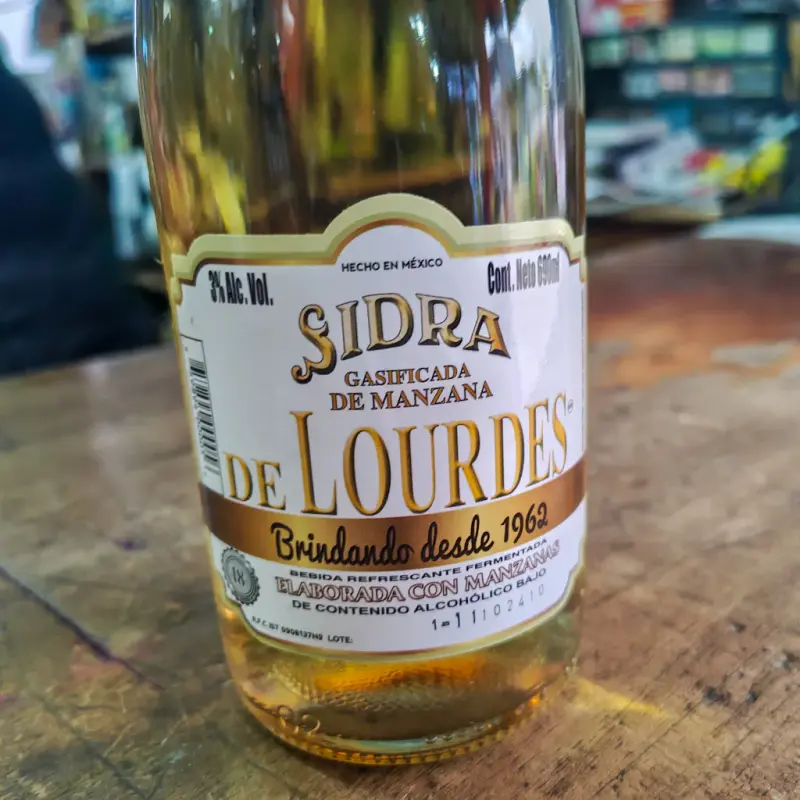 HECHO EN MÉXICO
3% Alc. Vol.
Cont. Neto 690ml
SIDRA
GASIFICADA
DE MANZANA
DE LOURDES
Brindando desde 1962
BEBIDA REFRESCANTE FERMENTADA
ELABORADA CON MANZANAS
DE CONTENIDO ALCOHÓLICO BAJO
18
LOTE: